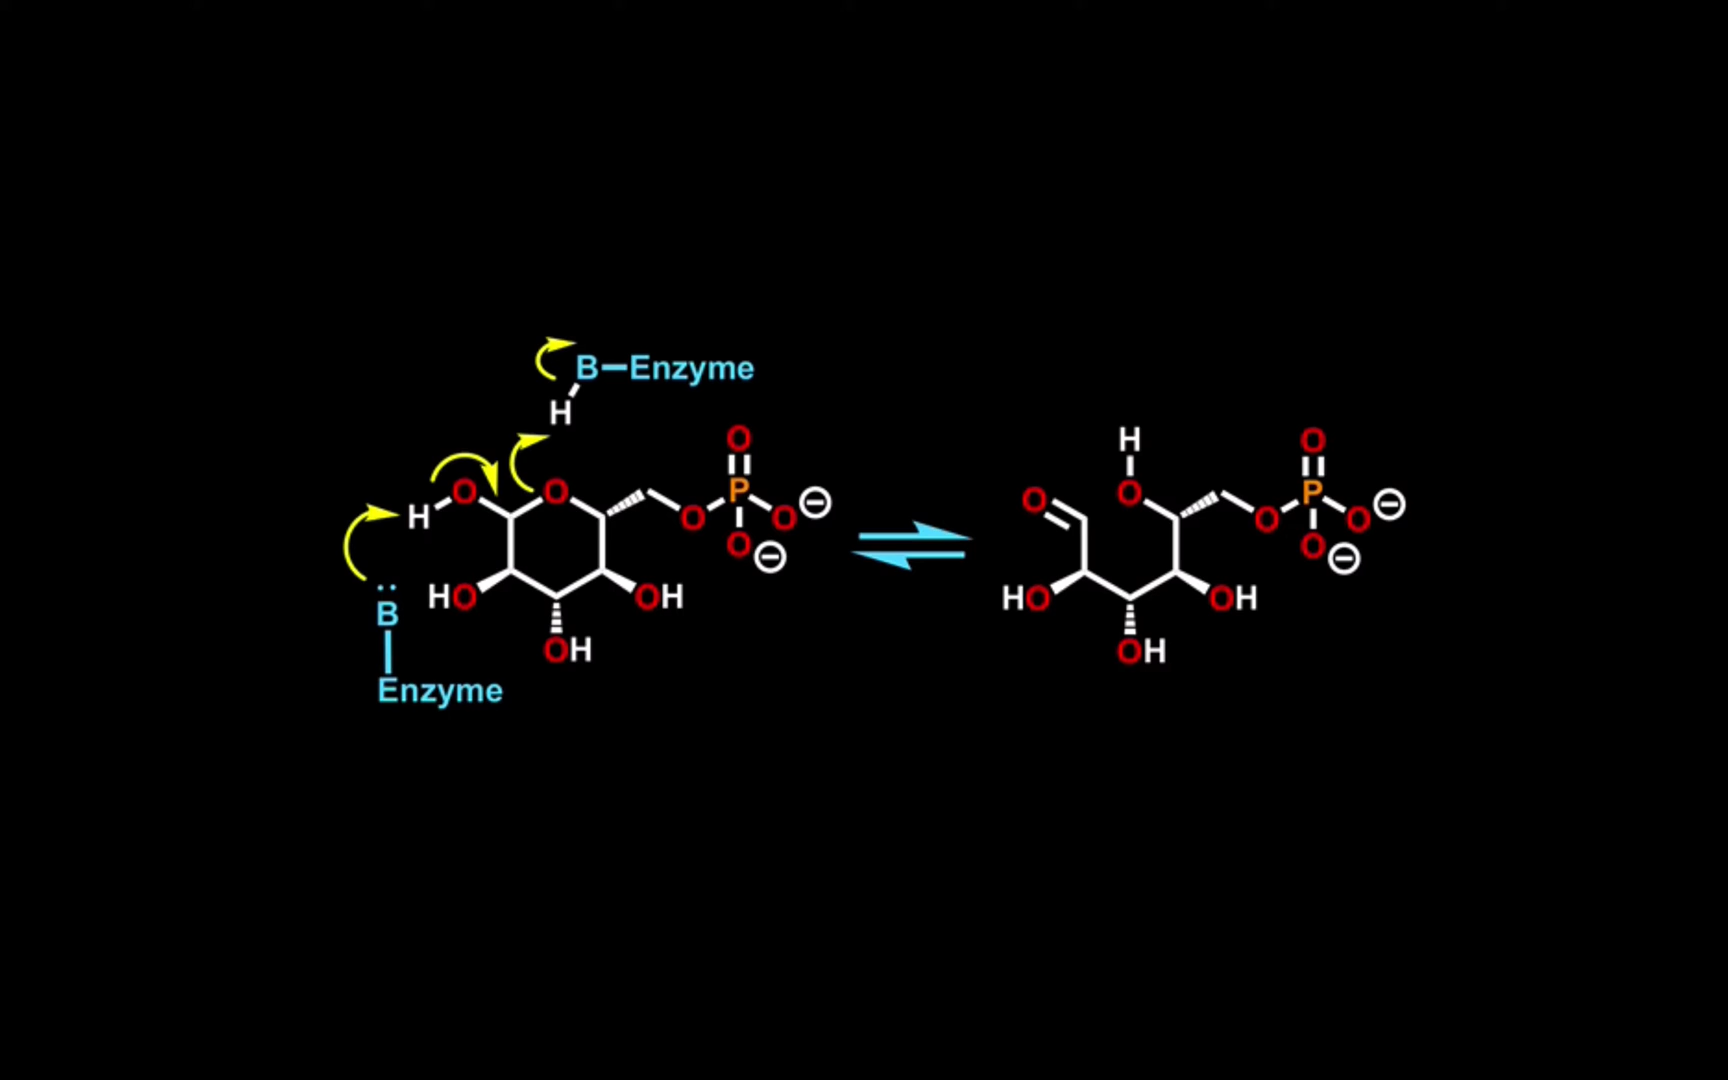 B Enzyme
H
O
O
H O O P O ⊖
O ⊖
HO OH
OH
B
Enzyme
H
O
O O P O ⊖
O O ⊖
HO OH
OH